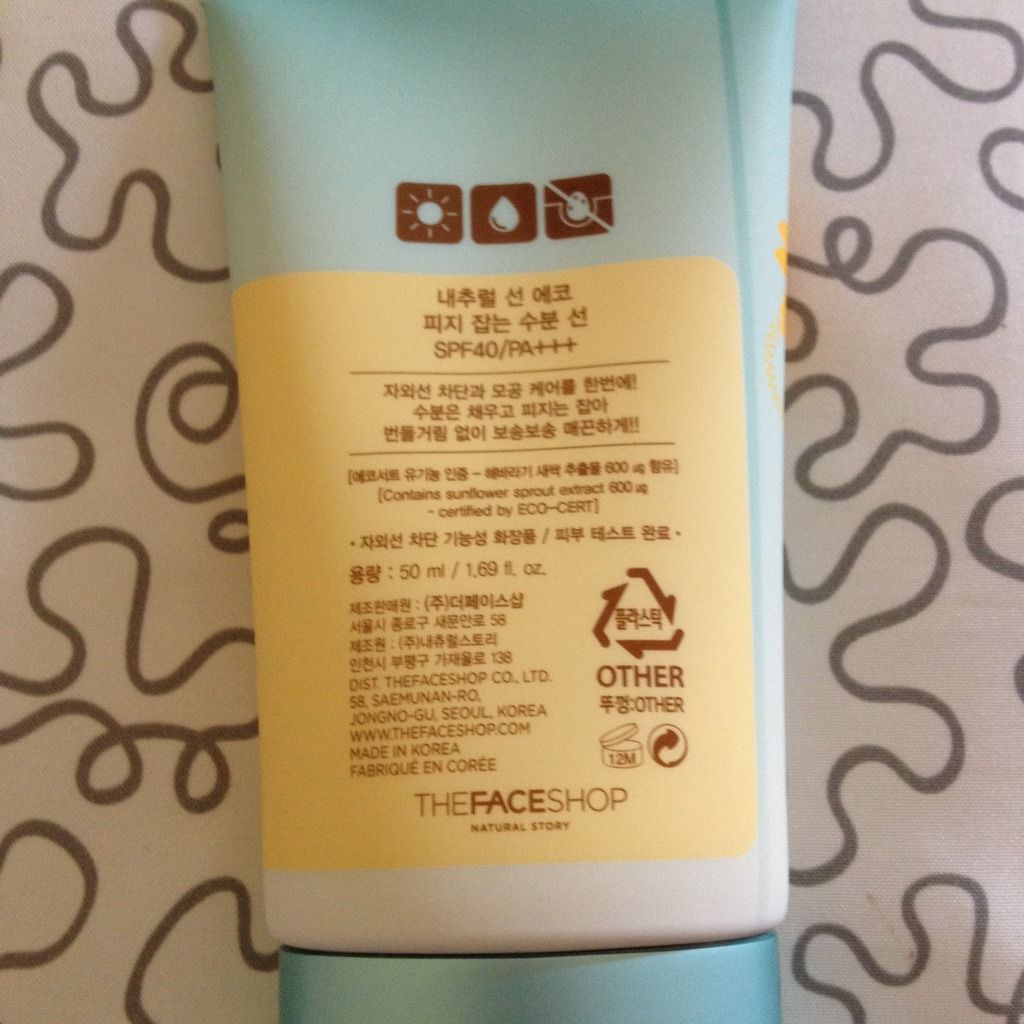 내추럴 선 에코
피지 잡는 수분 선
SPF40/PA+++
자외선 차단과 모공 케어를 한번에!
수분은 채우고 피지는 잡아
번들거림 없이 보송보송 매끈하게!!
[에코서트 유기농 인증 - 해바라기 새싹 추출물 600 ㎍ 함유]
[Contains sunflower sprout extract 600 ㎍
- certified by ECO-CERT]
• 자외선 차단 기능성 화장품 / 피부 테스트 완료 •
용량 : 50 ml / 1.69 fl. oz.
제조판매원 : (주)더페이스샵
서울시 종로구 새문안로 58
제조원 : (주)내츄럴스토리
인천시 부평구 가재울로 138
DIST. THEFACESHOP CO., LTD.
58, SAEMUNAN-RO,
JONGNO-GU, SEOUL, KOREA
WWW.THEFACESHOP.COM
MADE IN KOREA
FABRIQUÉ EN CORÉE
플라스틱
OTHER
뚜껑:OTHER
12M
THEFACESHOP
NATURAL STORY